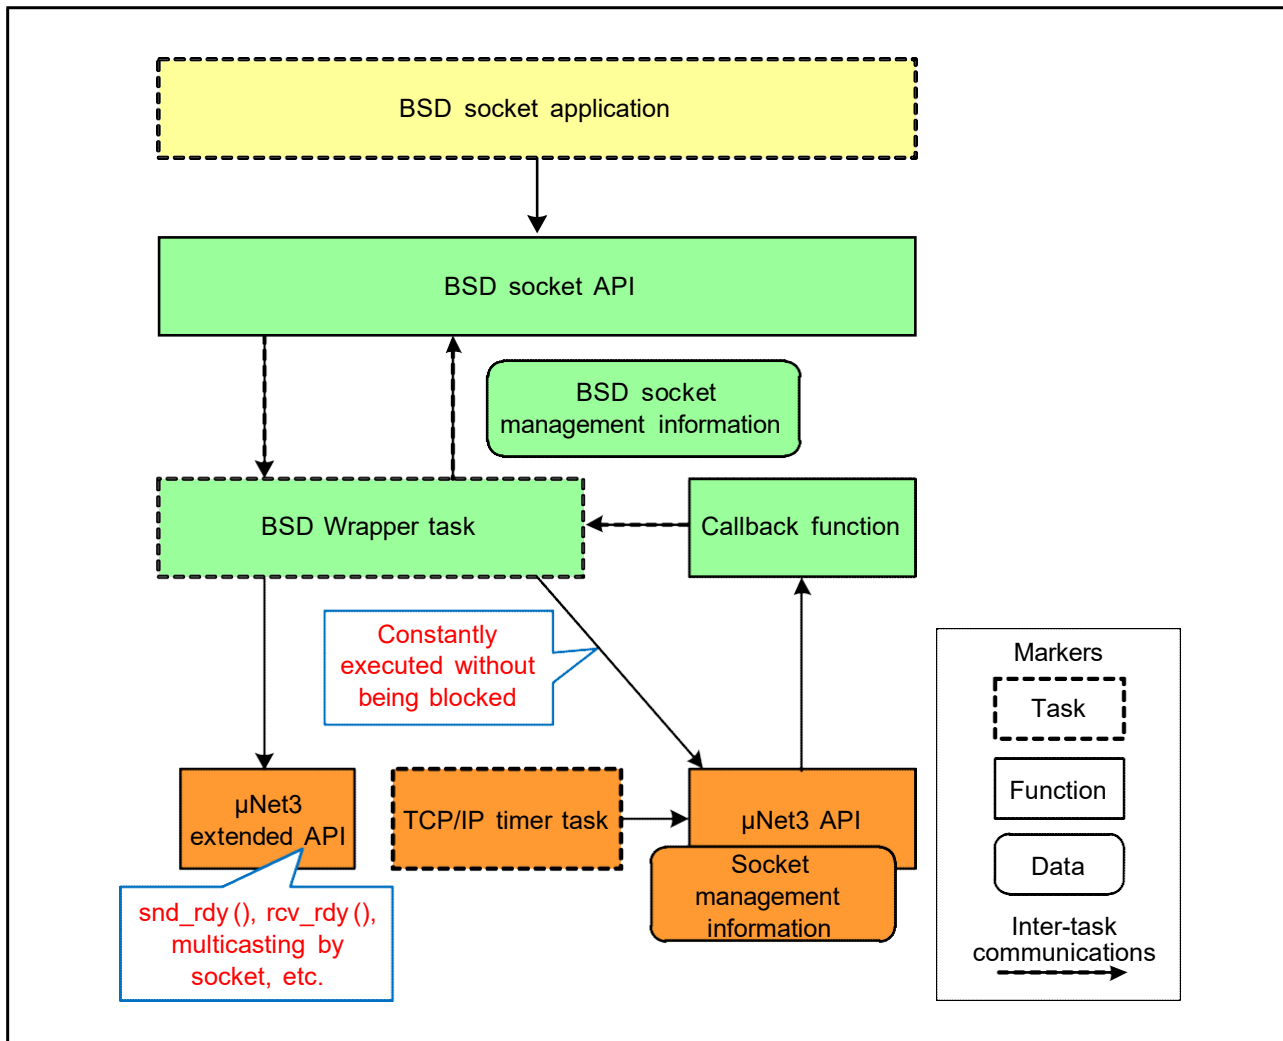 BSD socket application
BSD socket API
BSD socket
management information
BSD Wrapper task
Callback function
Constantly
executed without
being blocked
µNet3
extended API
TCP/IP timer task
µNet3 API
Socket
management
information
snd_rdy(), rcv_rdy(),
multicasting by
socket, etc.
Markers
Task
Function
Data
Inter-task
communications